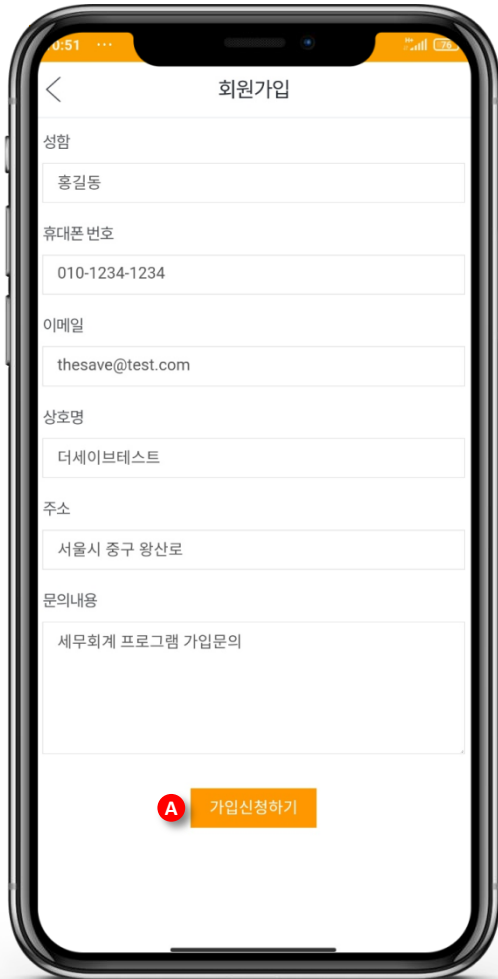 0:51 ...
76
회원가입
성함
홍길동
휴대폰 번호
010-1234-1234
이메일
thesave@test.com
상호명
더세이브테스트
주소
서울시 중구 왕산로
문의내용
세무회계 프로그램 가입문의
A 가입신청하기